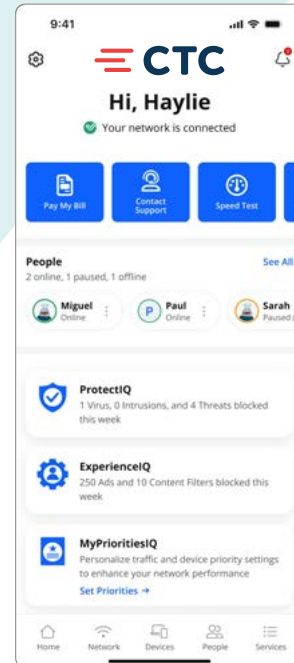 9:41
CTC
Hi, Haylie
Your network is connected
Pay My Bill
Contact
Support
Speed Test
People
See All
2 online, 1 paused, 1 offline
Miguel
Online
P
Paul
Online
Sarah
Paused
ProtectIQ
1 Virus, 0 Intrusions, and 4 Threats blocked
this week
ExperienceIQ
250 Ads and 10 Content Filters blocked this
week
MyPrioritiesIQ
Personalize traffic and device priority settings
to enhance your network performance
Set Priorities →
Home
Network
Devices
People
Services